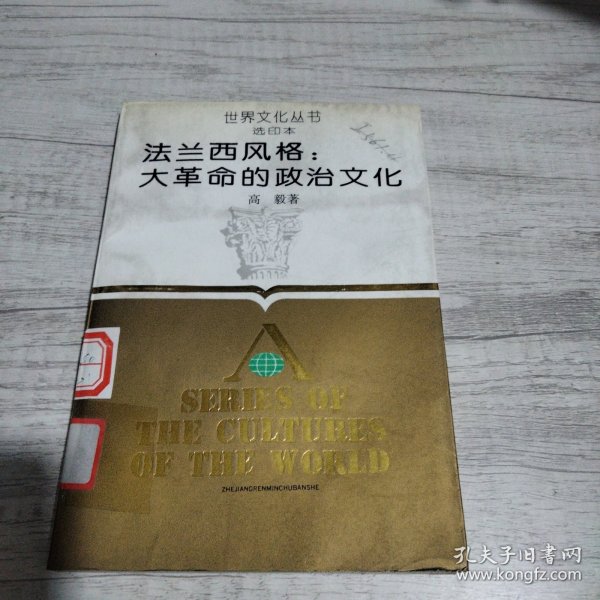 世界文化丛书
选印本
法兰西风格：
大革命的政治文化
高 毅著
A
SERIES OF
THE CULTURES
OF THE WORLD
ZHEJIANGRENMINCHUBANSHE
孔夫子旧书网
www.kongfz.com